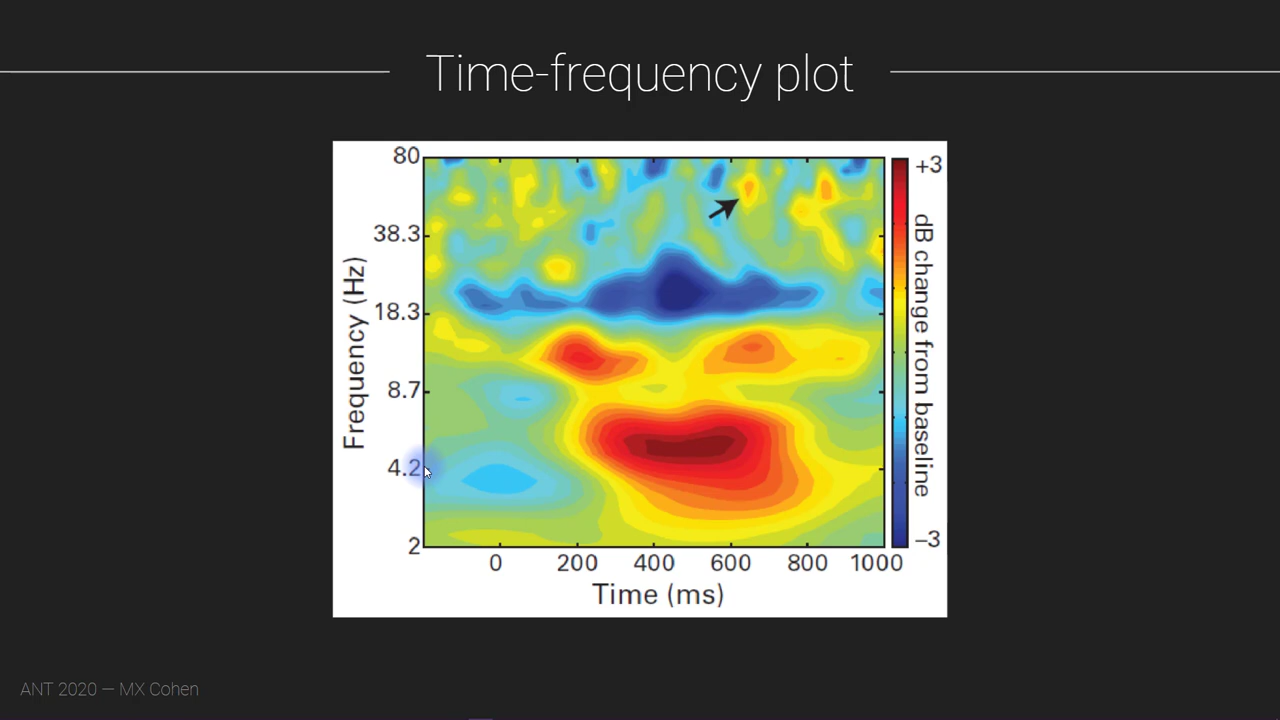 Time-frequency plot
80
38.3
18.3
8.7
4.2
2
Frequency (Hz)
0 200 400 600 800 1000
Time (ms)
+3
dB change from baseline
–3
ANT 2020 — MX Cohen